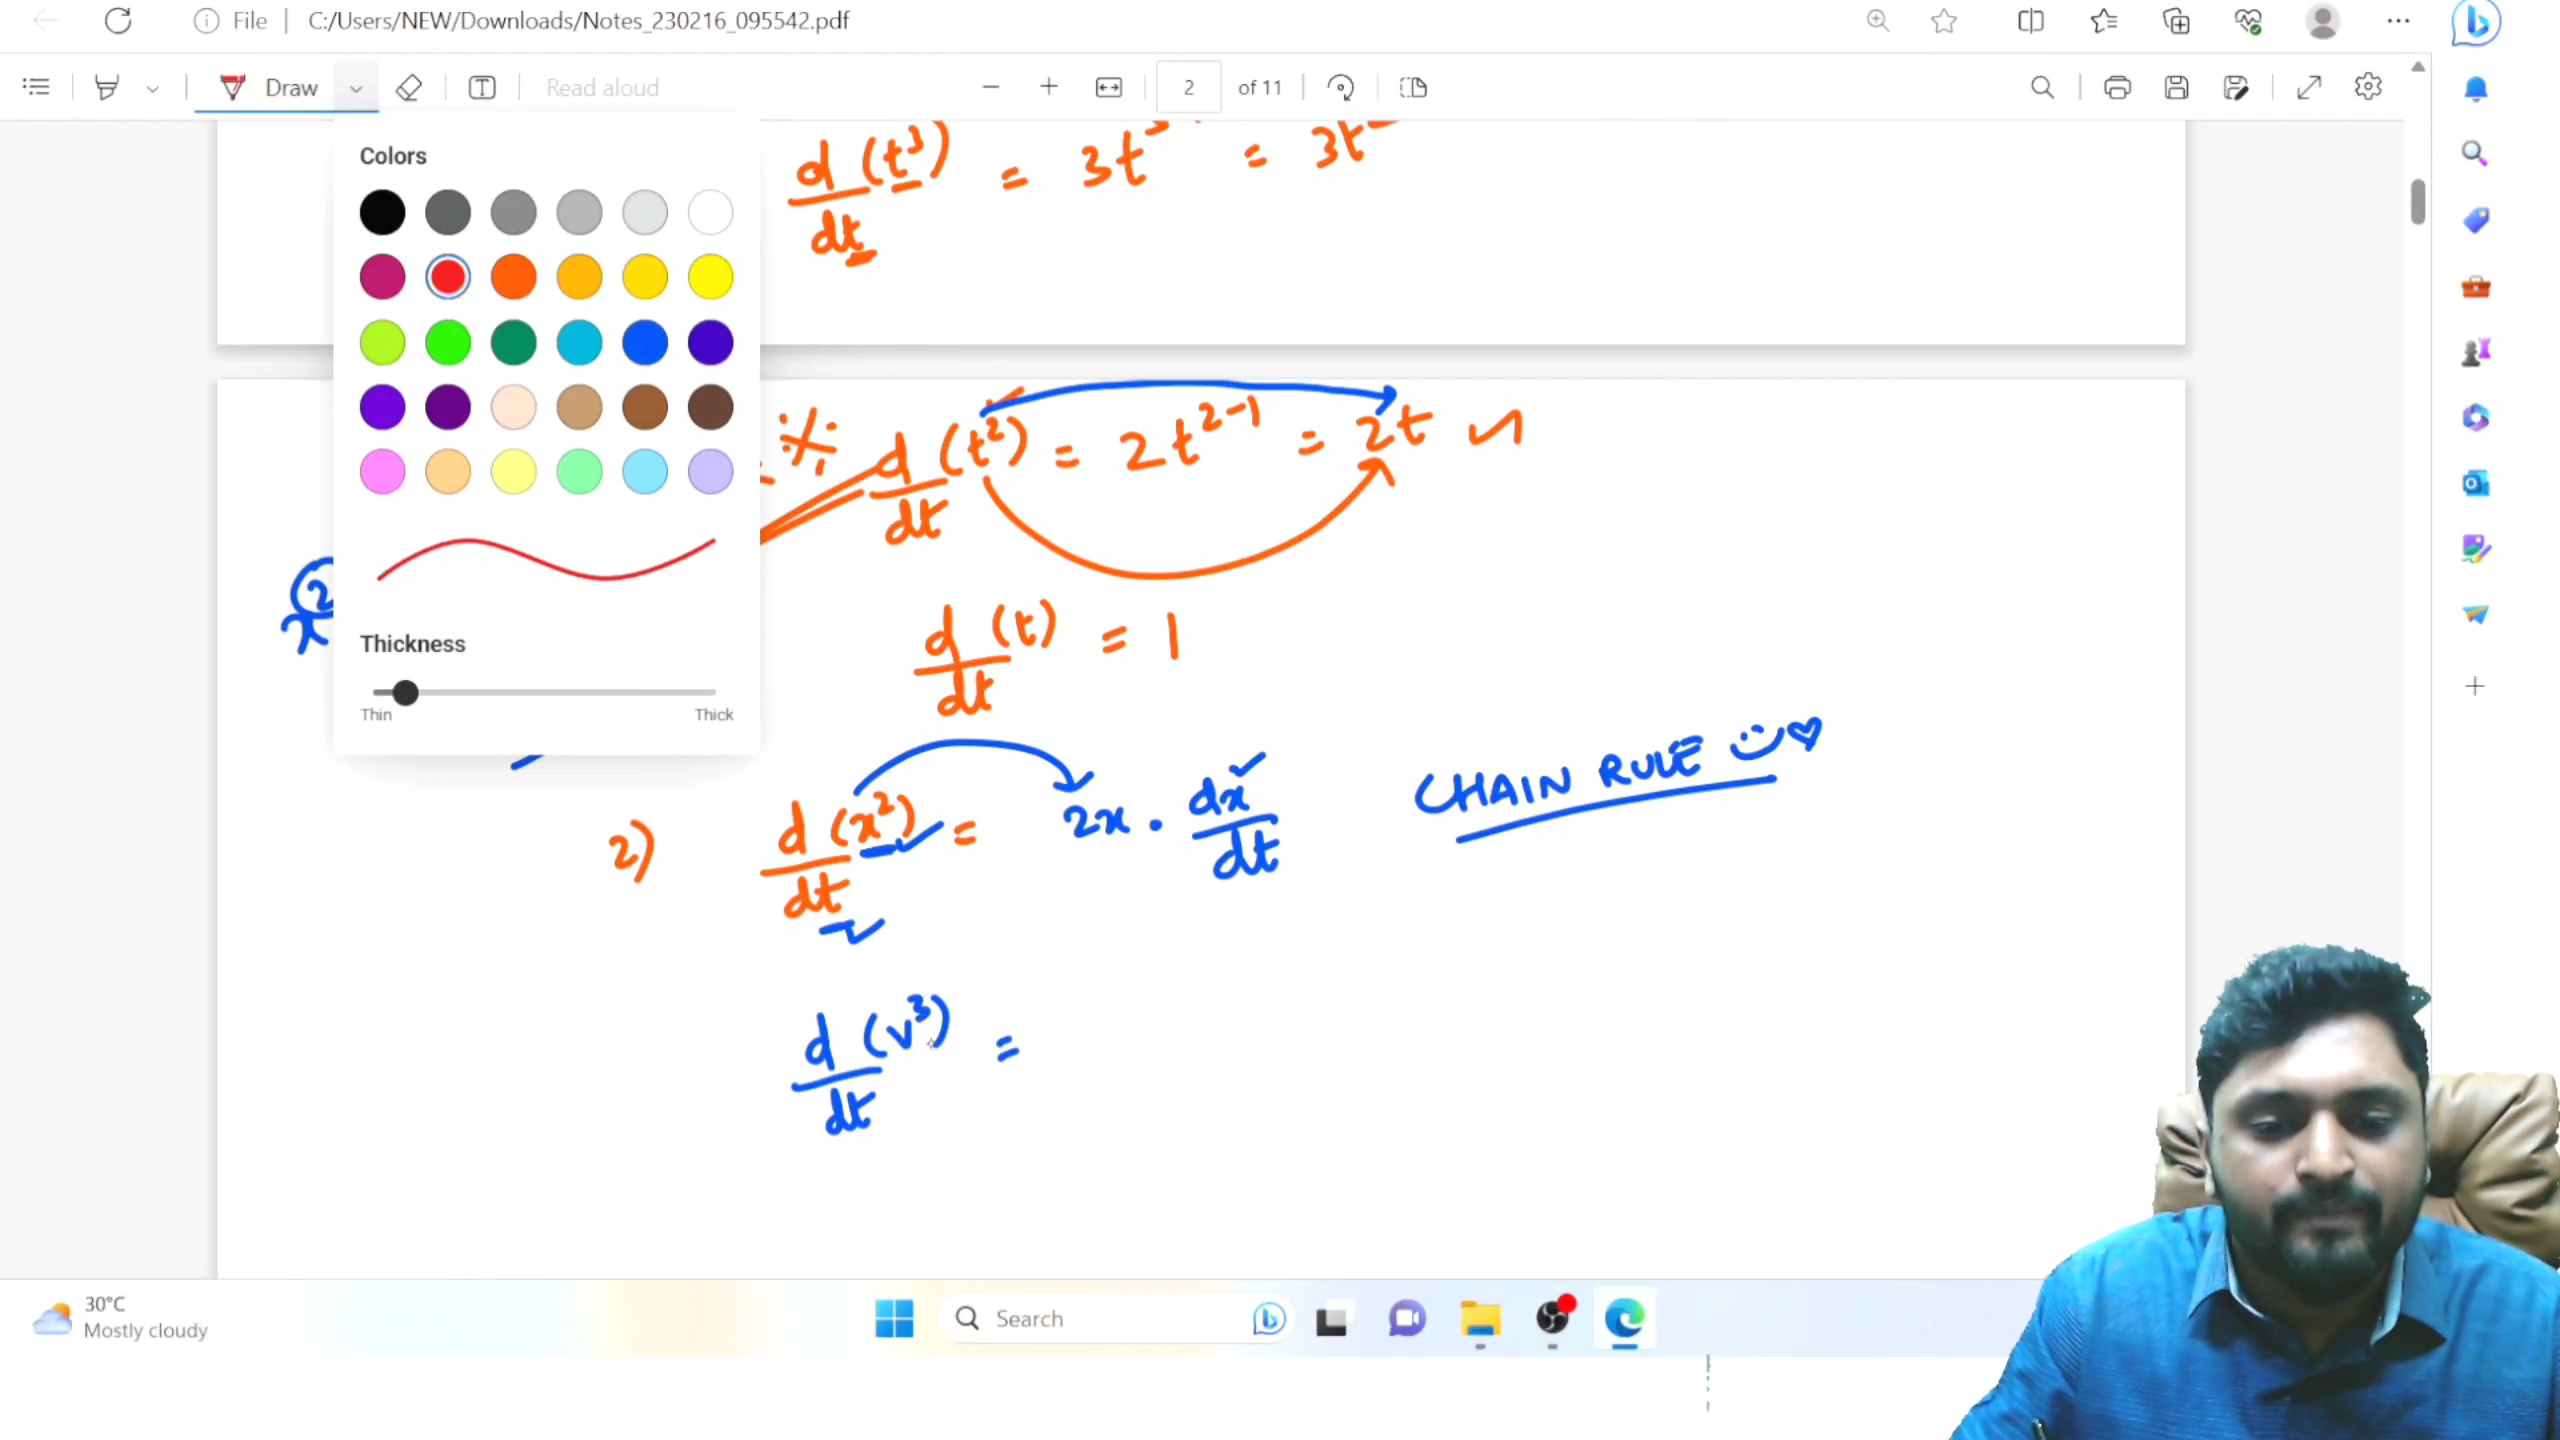 File | C:/Users/NEW/Downloads/Notes_230216_095542.pdf
Draw Read aloud 2 of 11
Colors
Thickness
Thin Thick
d/dt (t³) = 3t = 3t
d/dt (t²) = 2t²⁻¹ = 2t
x²
d/dt (t) = 1
2) d/dt (x²) = 2x . dx/dt CHAIN RULE
d/dt (v³) =
30°C
Mostly cloudy
Search